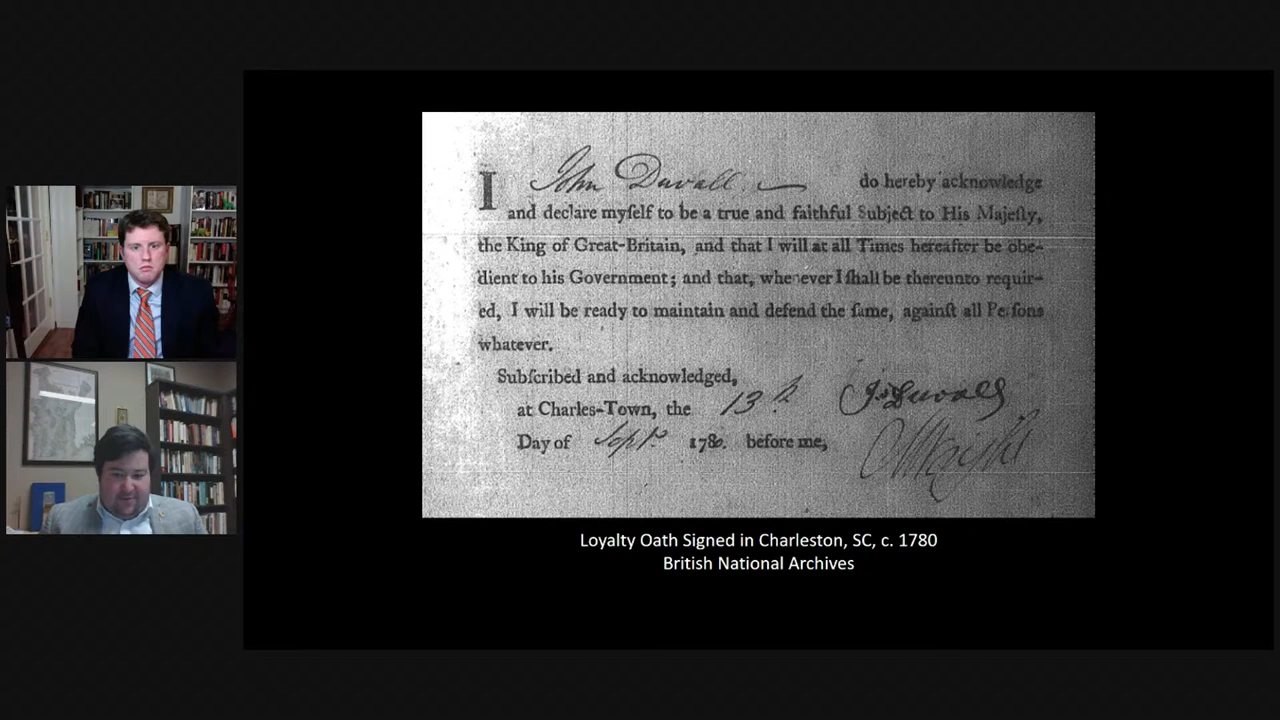 I John Duvall do hereby acknowledge
and declare myſelf to be a true and faithful Subject to His Majeſty,
the King of Great-Britain, and that I will at all Times hereafter be obe-
dient to his Government; and that, whenever I ſhall be thereunto requir-
ed, I will be ready to maintain and defend the ſame, againſt all Perſons
whatever.
Subſcribed and acknowledged,
at Charles-Town, the 13th J. Duvall
Day of Sept. 1780. before me,
Loyalty Oath Signed in Charleston, SC, c. 1780
British National Archives